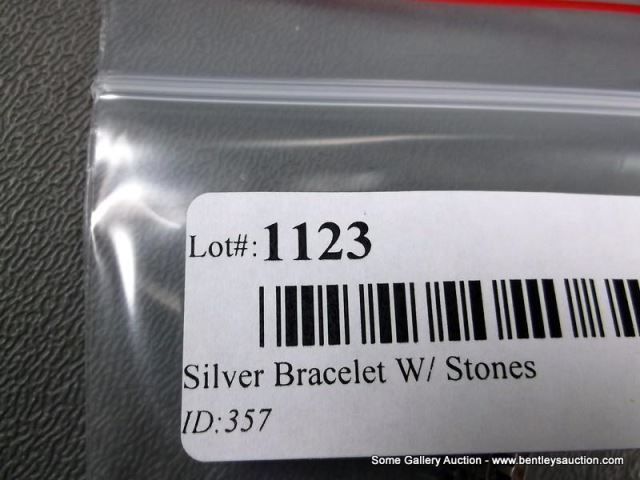 Lot#: 1123
Silver Bracelet W/ Stones
ID:357
Some Gallery Auction - www.bentleysauction.com